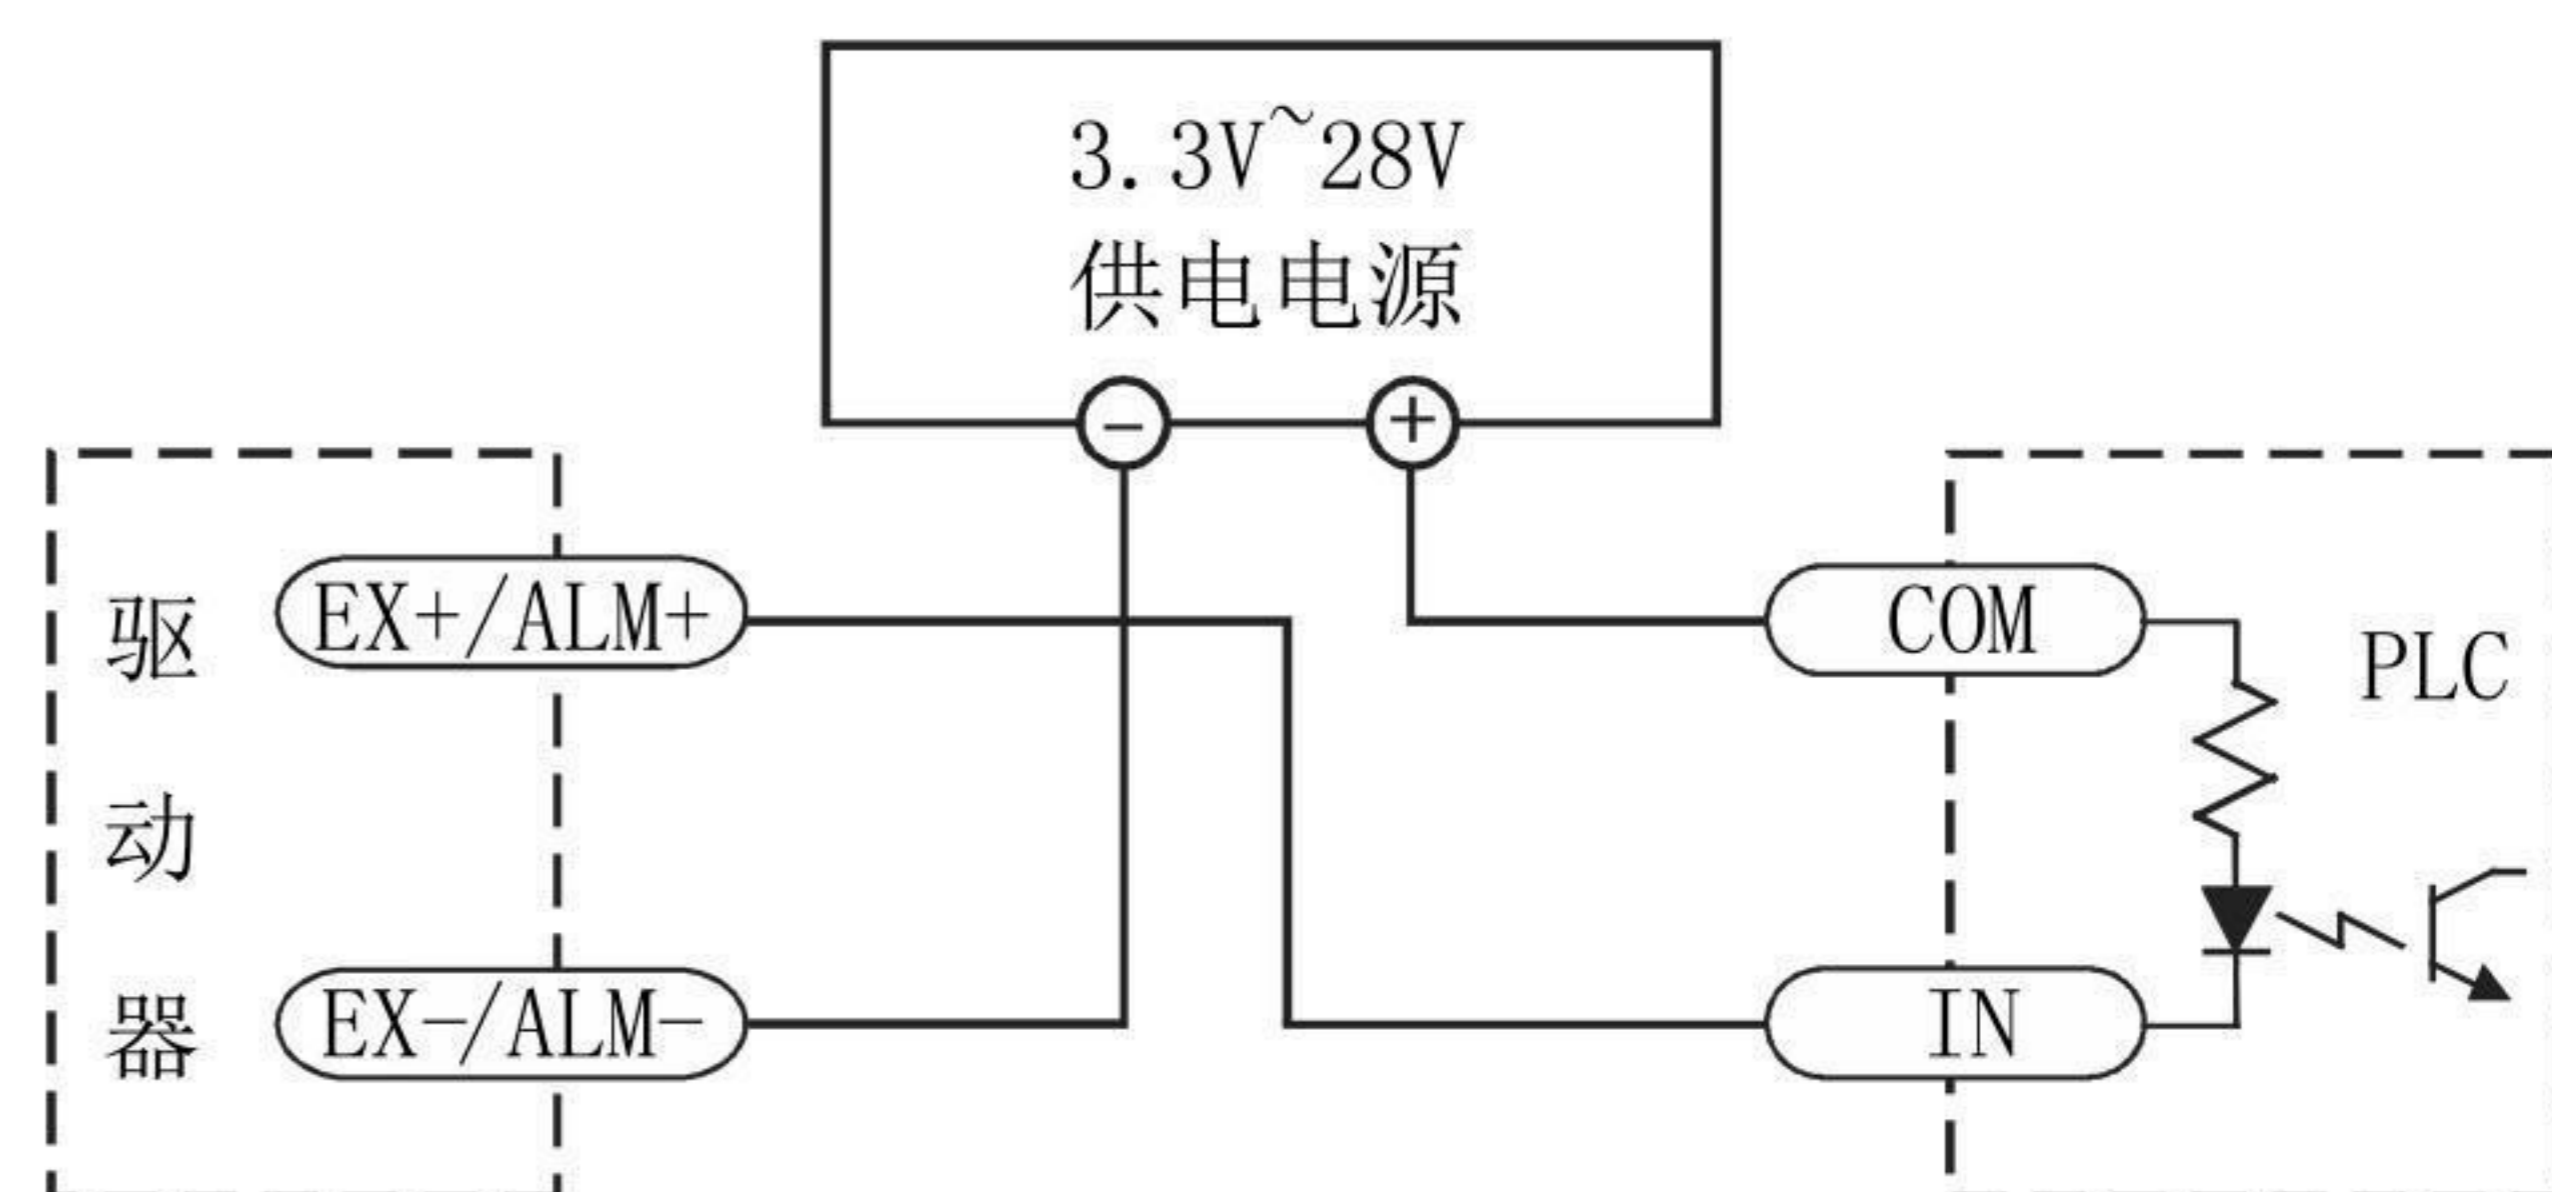 3.3V~28V
供电电源
－
+
驱动器
EX+/ALM+
EX-/ALM-
COM
IN
PLC